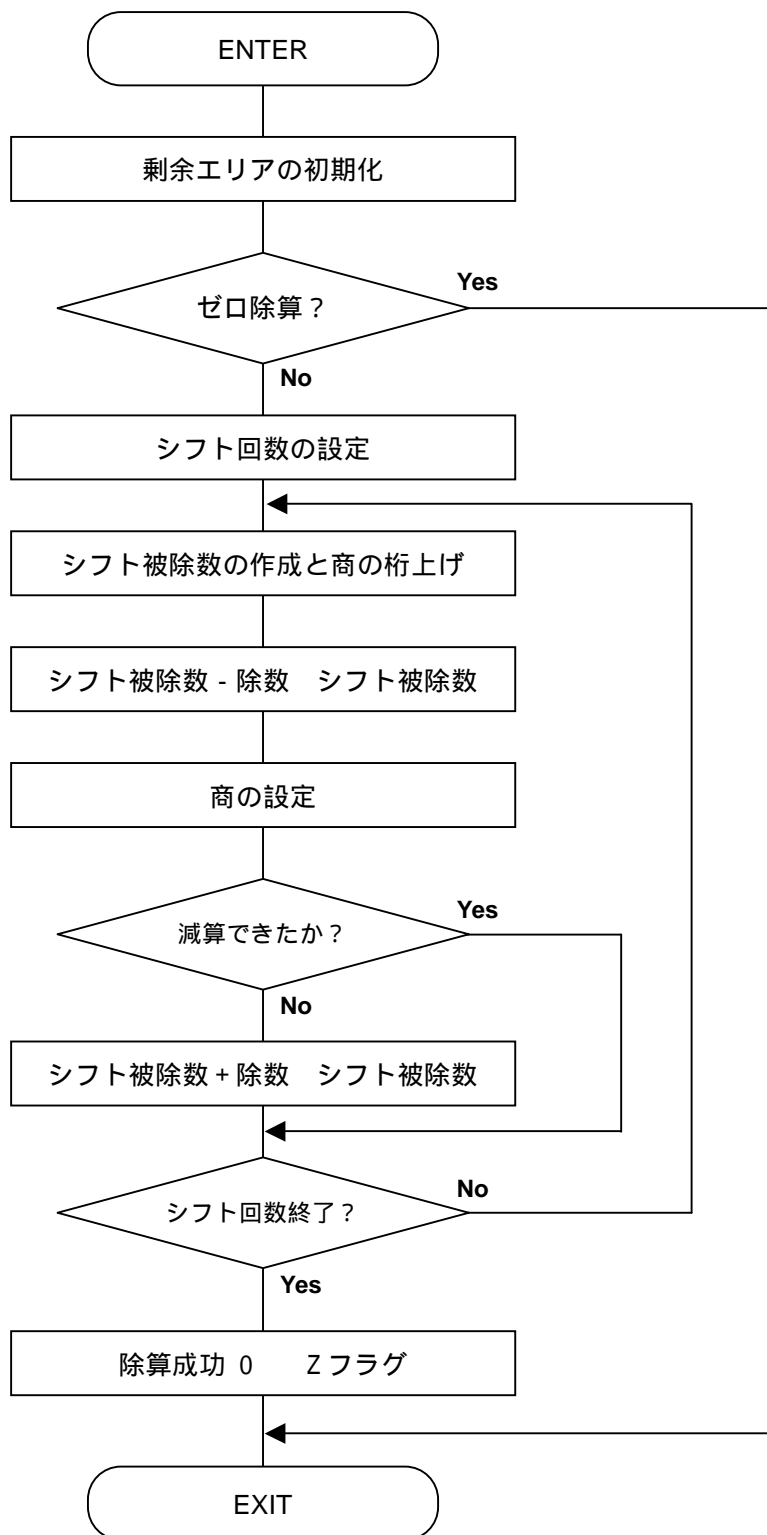 ENTER
剰余エリアの初期化
ゼロ除算？
Yes
No
シフト回数の設定
シフト被除数の作成と商の桁上げ
シフト被除数 - 除数　シフト被除数
商の設定
減算できたか？
Yes
No
シフト被除数 + 除数　シフト被除数
シフト回数終了？
No
Yes
除算成功 0　　Z フラグ
EXIT